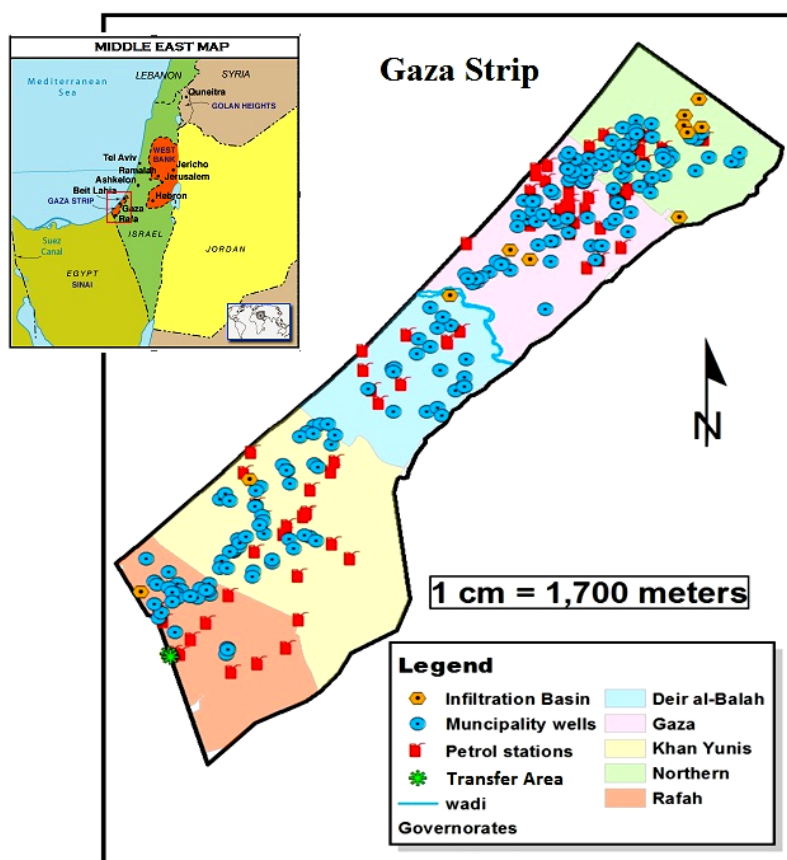 MIDDLE EAST MAP
Gaza Strip
Mediterranean
Sea
LEBANON
SYRIA
Quneitra
GOLAN HEIGHTS
Tel Aviv
WEST
BANK
Jericho
Ramalah
Jerusalem
Ashkelon
Beit Lahia
Hebron
GAZA STRIP
Gaza
Rafa
ISRAEL
Suez
Canal
JORDAN
EGYPT
SINAI
N
1 cm = 1,700 meters
Legend
Infiltration Basin
Deir al-Balah
Muncipality wells
Gaza
Petrol stations
Khan Yunis
Transfer Area
Northern
wadi
Rafah
Governorates